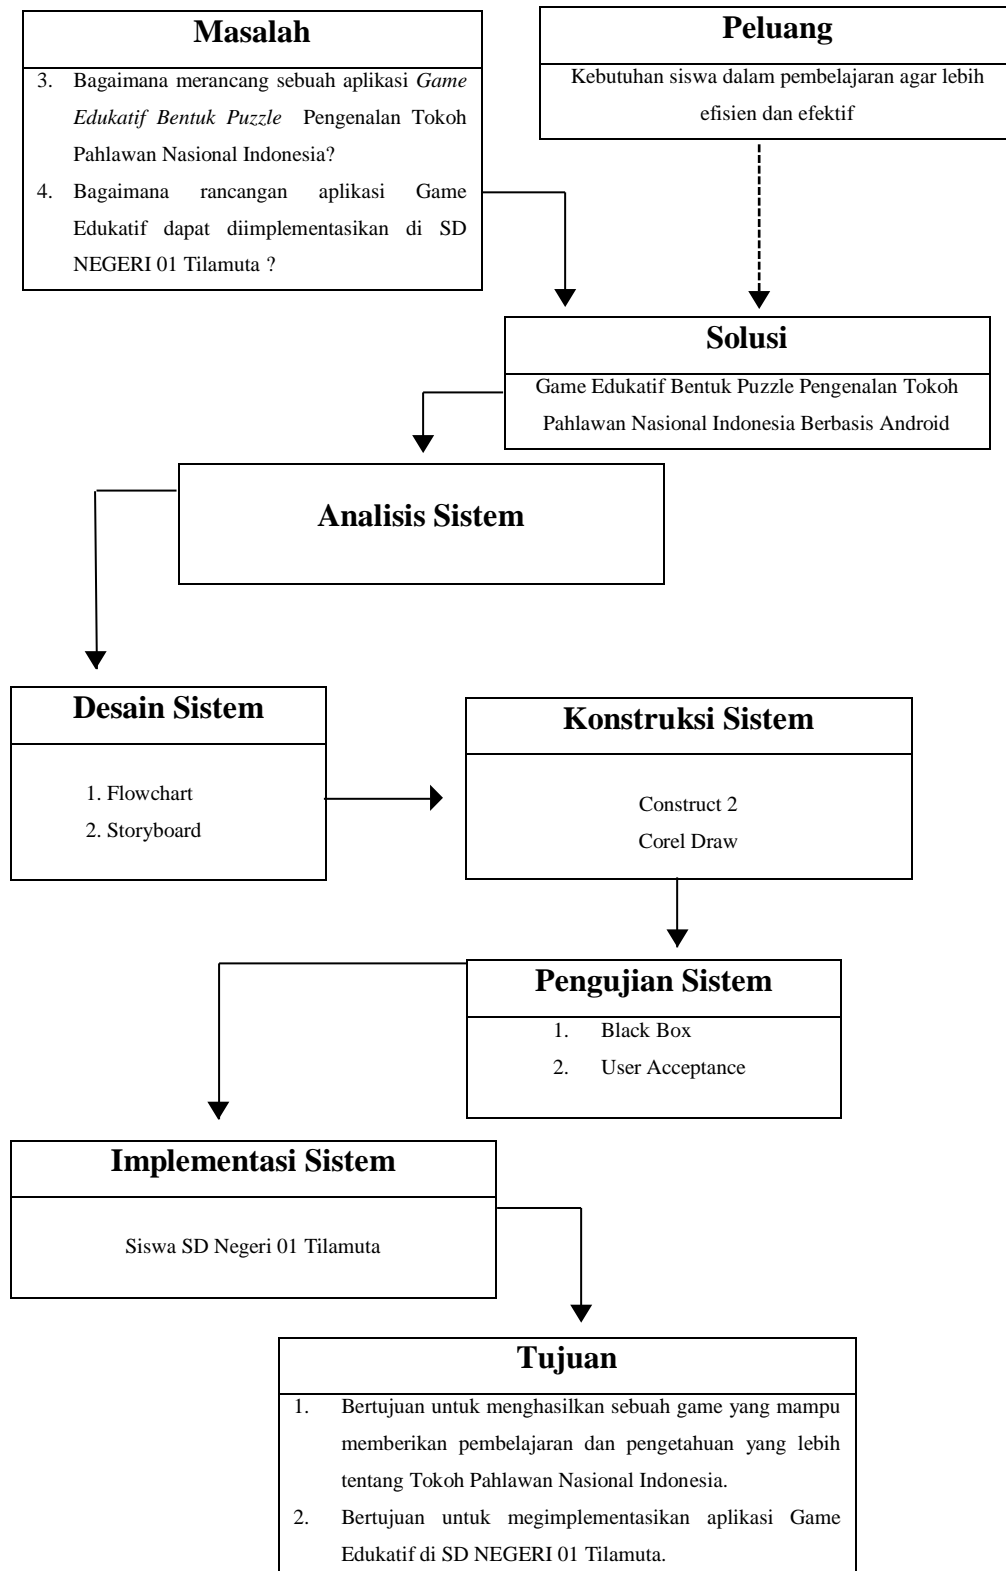 Masalah
3. Bagaimana merancang sebuah aplikasi Game
Edukatif Bentuk Puzzle Pengenalan Tokoh
Pahlawan Nasional Indonesia?
4. Bagaimana rancangan aplikasi Game
Edukatif dapat diimplementasikan di SD
NEGERI 01 Tilamuta ?
Peluang
Kebutuhan siswa dalam pembelajaran agar lebih
efisien dan efektif
Solusi
Game Edukatif Bentuk Puzzle Pengenalan Tokoh
Pahlawan Nasional Indonesia Berbasis Android
Analisis Sistem
Desain Sistem
1. Flowchart
2. Storyboard
Konstruksi Sistem
Construct 2
Corel Draw
Pengujian Sistem
1. Black Box
2. User Acceptance
Implementasi Sistem
Siswa SD Negeri 01 Tilamuta
Tujuan
1. Bertujuan untuk menghasilkan sebuah game yang mampu
memberikan pembelajaran dan pengetahuan yang lebih
tentang Tokoh Pahlawan Nasional Indonesia.
2. Bertujuan untuk megimplementasikan aplikasi Game
Edukatif di SD NEGERI 01 Tilamuta.